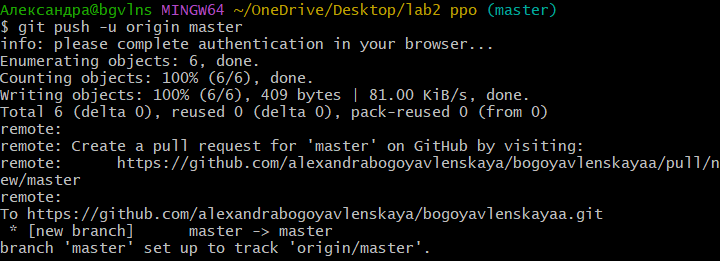 Александра@bgvlns MINGW64 ~/OneDrive/Desktop/lab2 ppo (master)
$ git push -u origin master
info: please complete authentication in your browser...
Enumerating objects: 6, done.
Counting objects: 100% (6/6), done.
Writing objects: 100% (6/6), 409 bytes | 81.00 KiB/s, done.
Total 6 (delta 0), reused 0 (delta 0), pack-reused 0 (from 0)
remote:
remote: Create a pull request for 'master' on GitHub by visiting:
remote:      https://github.com/alexandrabogoyavlenskaya/bogoyavlenskayaa/pull/n
ew/master
remote:
To https://github.com/alexandrabogoyavlenskaya/bogoyavlenskayaa.git
 * [new branch]      master -> master
branch 'master' set up to track 'origin/master'.